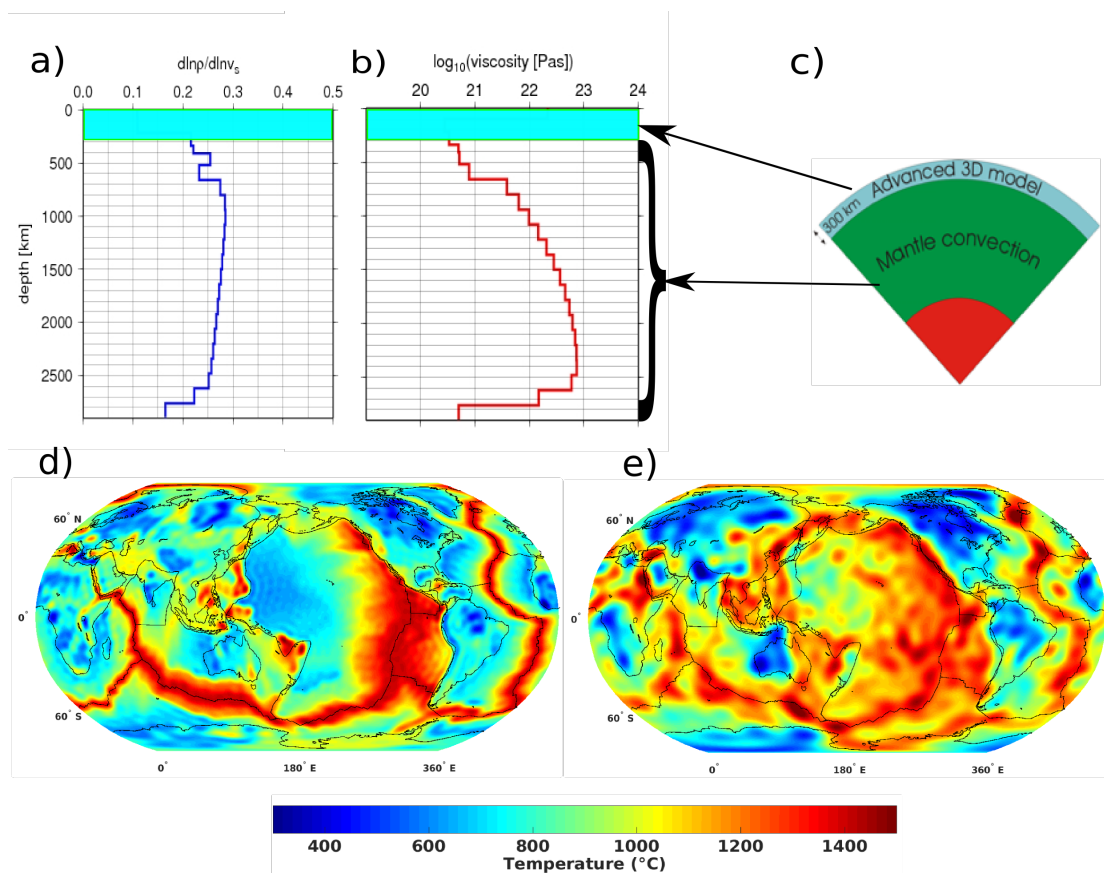 a)
dlnρ/dlnvₛ
0.0 0.1 0.2 0.3 0.4 0.5
0
500
1000
1500
2000
2500
depth [km]
b)
log₁₀(viscosity [Pas])
20 21 22 23 24
c)
Advanced 3D model
300 km
Mantle convection
d)
60° N
0°
60° S
0° 180° E 360° E
e)
60° N
0°
60° S
0° 180° E 360° E
400 600 800 1000 1200 1400
Temperature (°C)